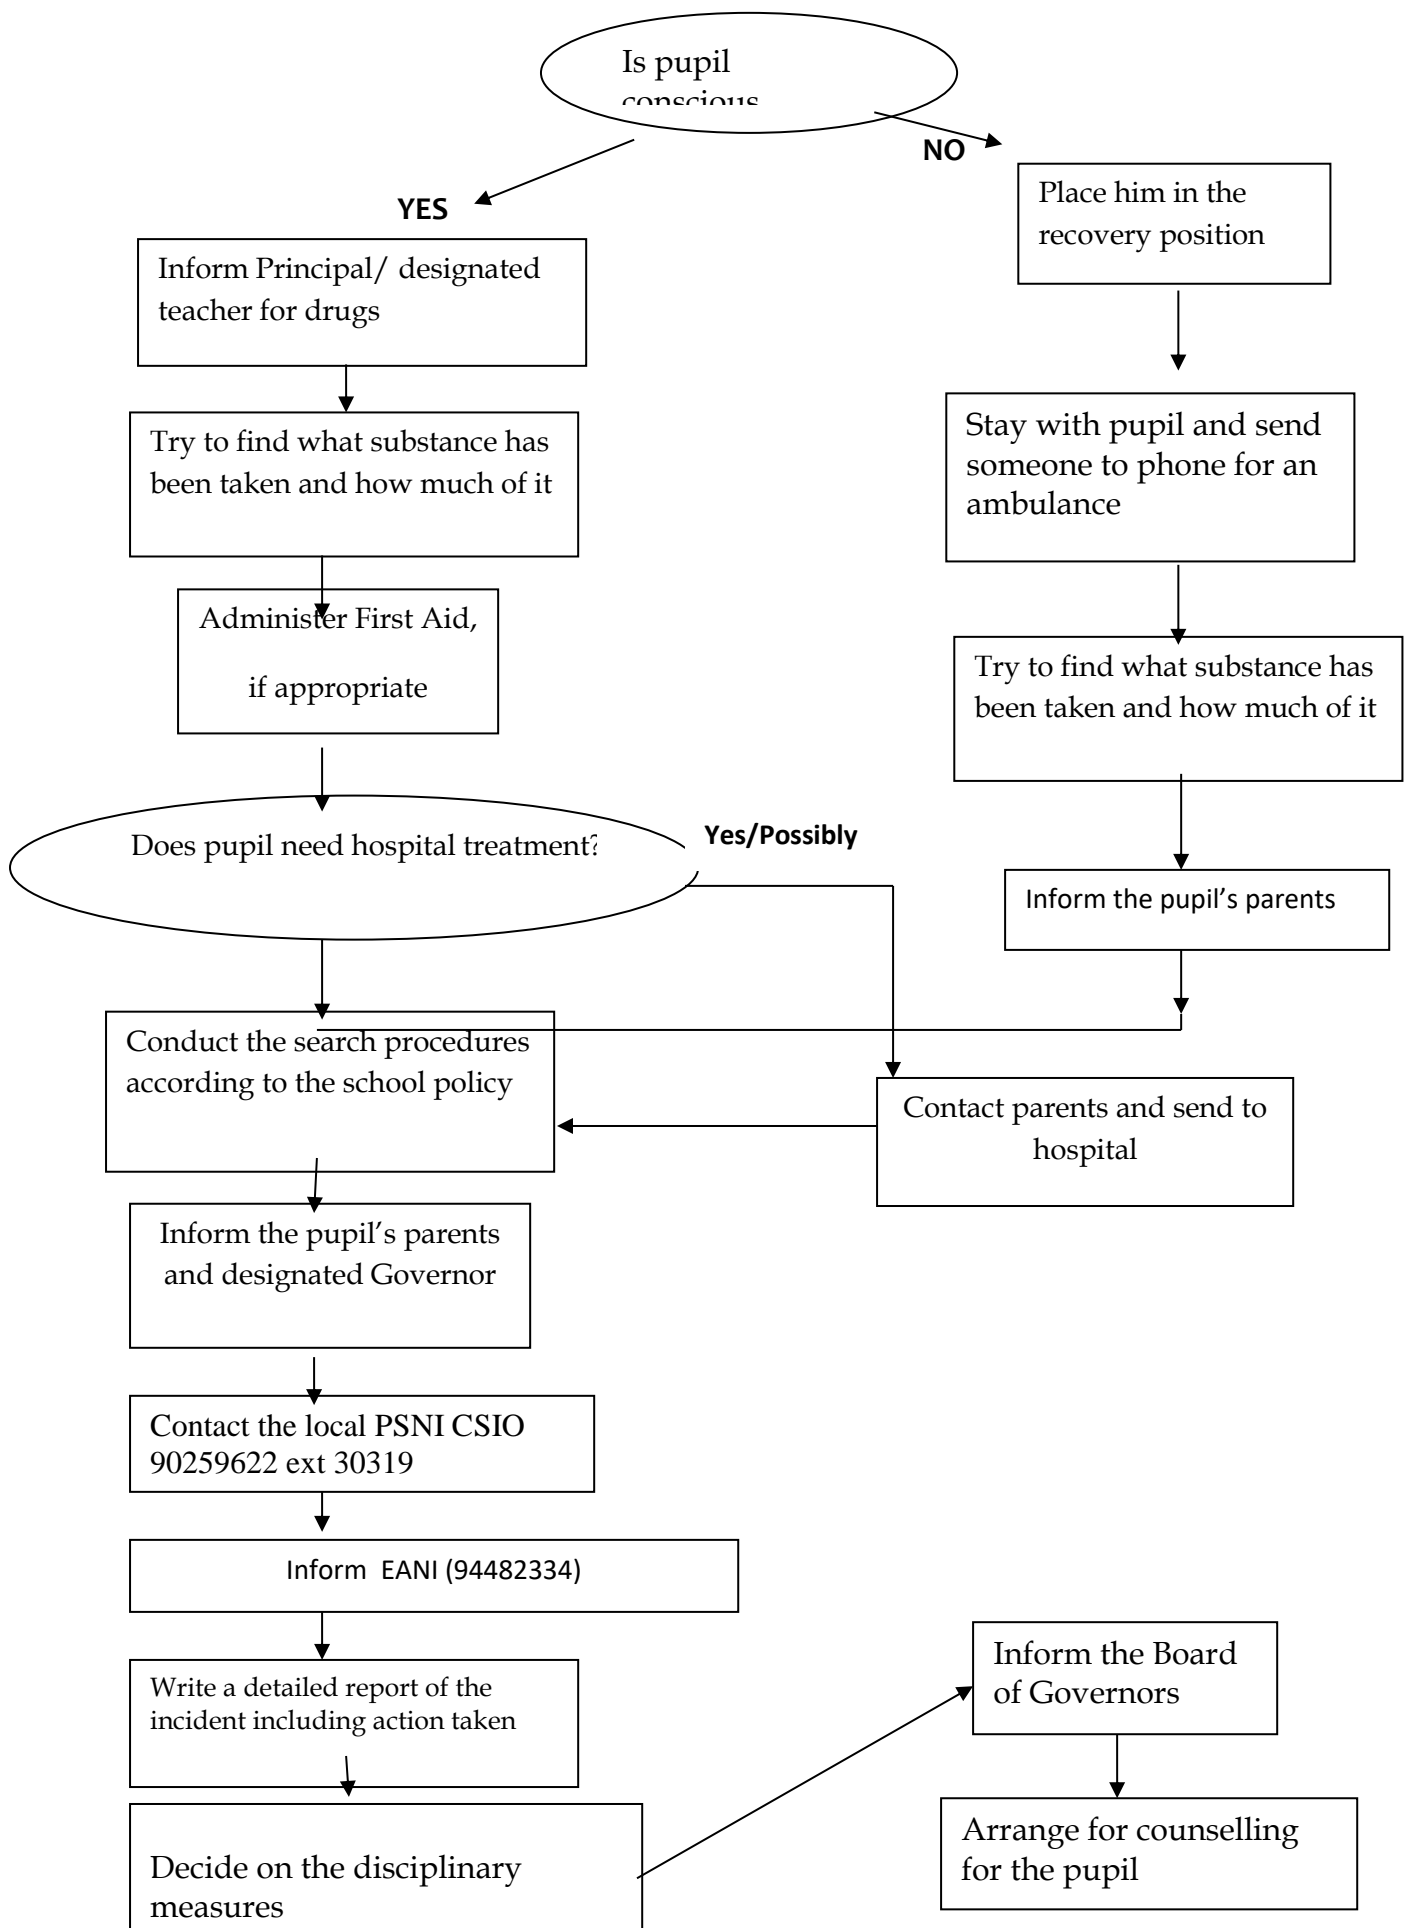 Is pupil
conscious
NO
YES
Place him in the
recovery position
Inform Principal/ designated
teacher for drugs
Stay with pupil and send
someone to phone for an
ambulance
Try to find what substance has
been taken and how much of it
Administer First Aid,
if appropriate
Try to find what substance has
been taken and how much of it
Does pupil need hospital treatment?
Yes/Possibly
Inform the pupil’s parents
Conduct the search procedures
according to the school policy
Contact parents and send to
hospital
Inform the pupil’s parents
and designated Governor
Contact the local PSNI CSIO
90259622 ext 30319
Inform  EANI (94482334)
Write a detailed report of the
incident including action taken
Inform the Board
of Governors
Decide on the disciplinary
measures
Arrange for counselling
for the pupil